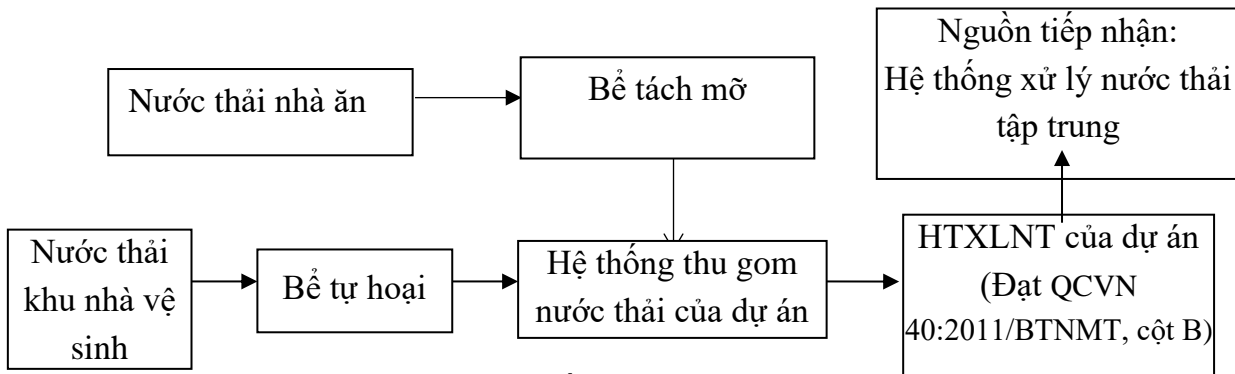 Nước thải nhà ăn
Bể tách mỡ
Nguồn tiếp nhận:
Hệ thống xử lý nước thải
tập trung
Nước thải
khu nhà vệ
sinh
Bể tự hoại
Hệ thống thu gom
nước thải của dự án
HTXLNT của dự án
(Đạt QCVN
40:2011/BTNMT, cột B)